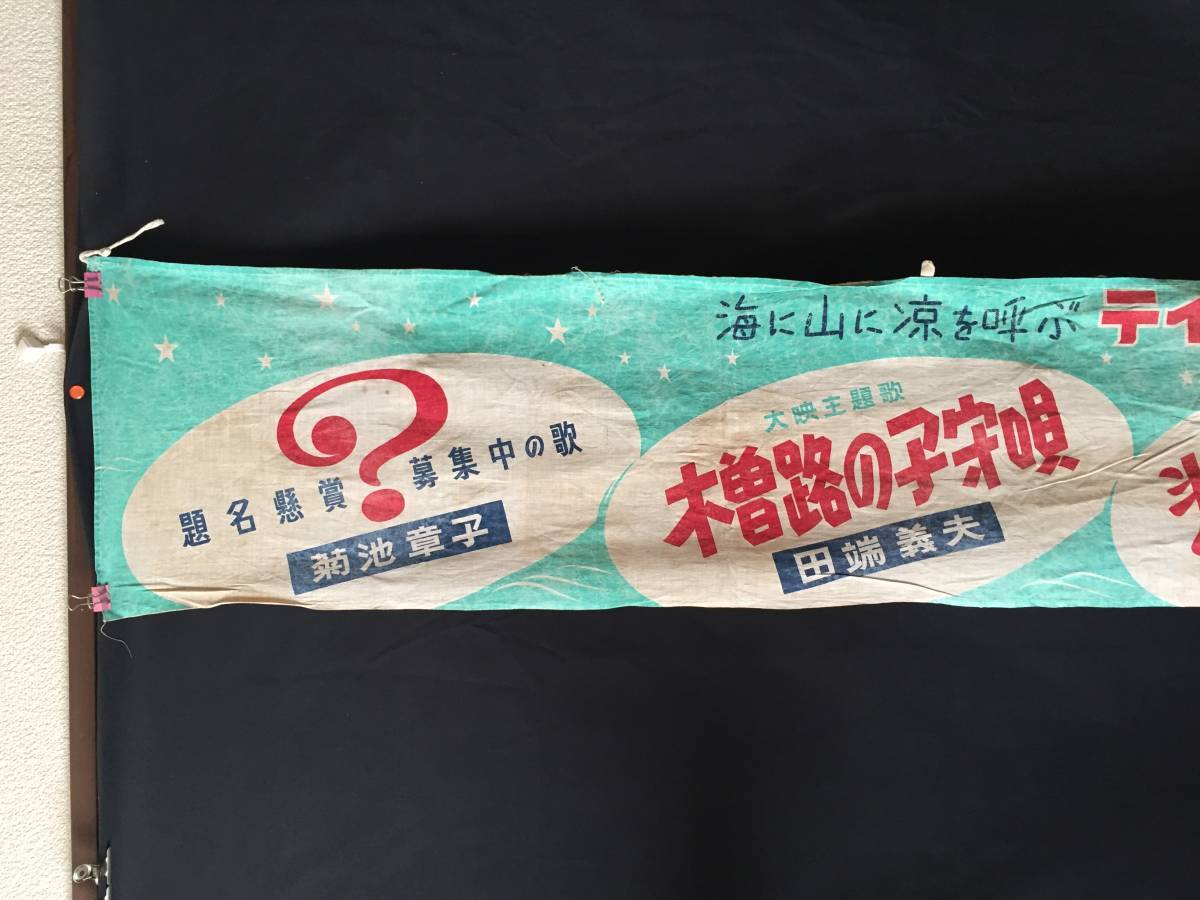 海に山に凉を呼ぶ テイ
?
題名懸賞募集中の歌
菊池章子
大映主題歌
木曽路の子守唄
田端義夫